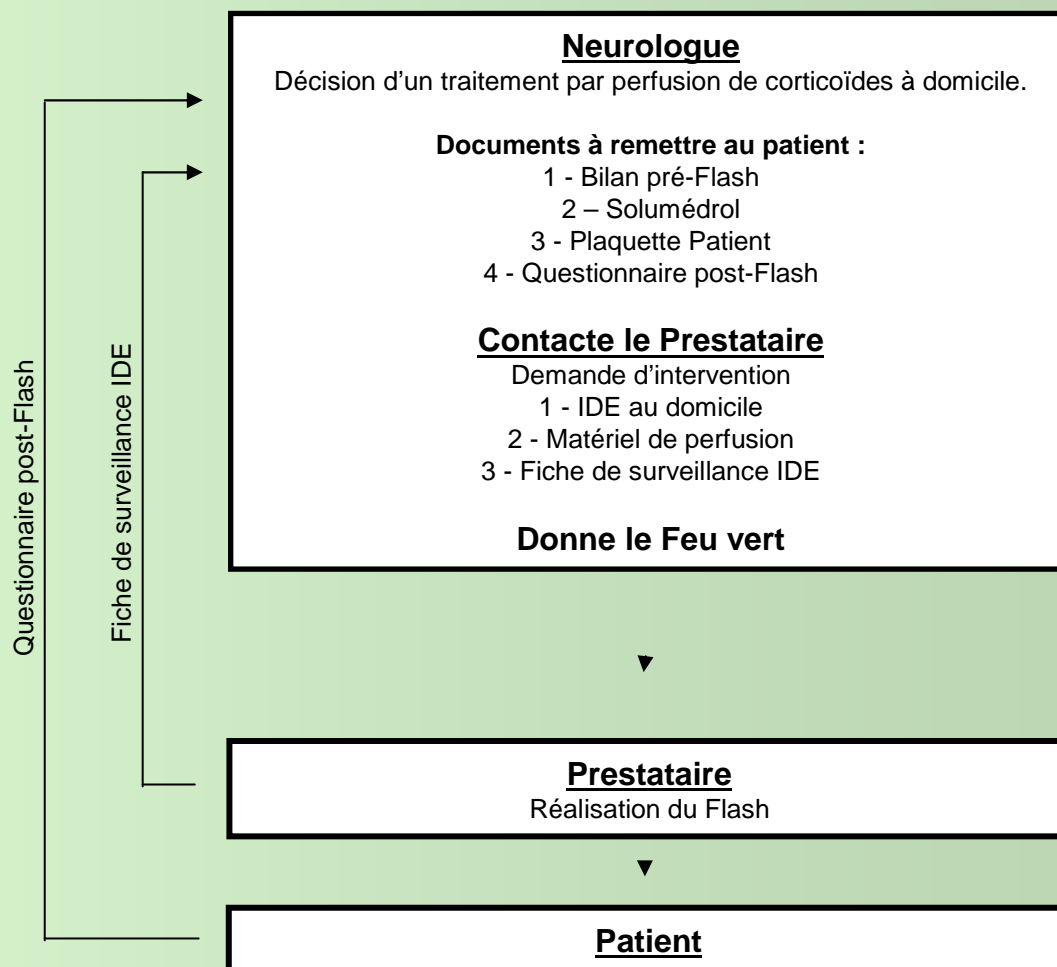 Neurologue
Décision d'un traitement par perfusion de corticoïdes à domicile.
Documents à remettre au patient :
1 - Bilan pré-Flash
2 – Solumédrol
3 - Plaquette Patient
4 - Questionnaire post-Flash
Contacte le Prestataire
Demande d'intervention
1 - IDE au domicile
2 - Matériel de perfusion
3 - Fiche de surveillance IDE
Donne le Feu vert
Questionnaire post-Flash
Fiche de surveillance IDE
Prestataire
Réalisation du Flash
Patient